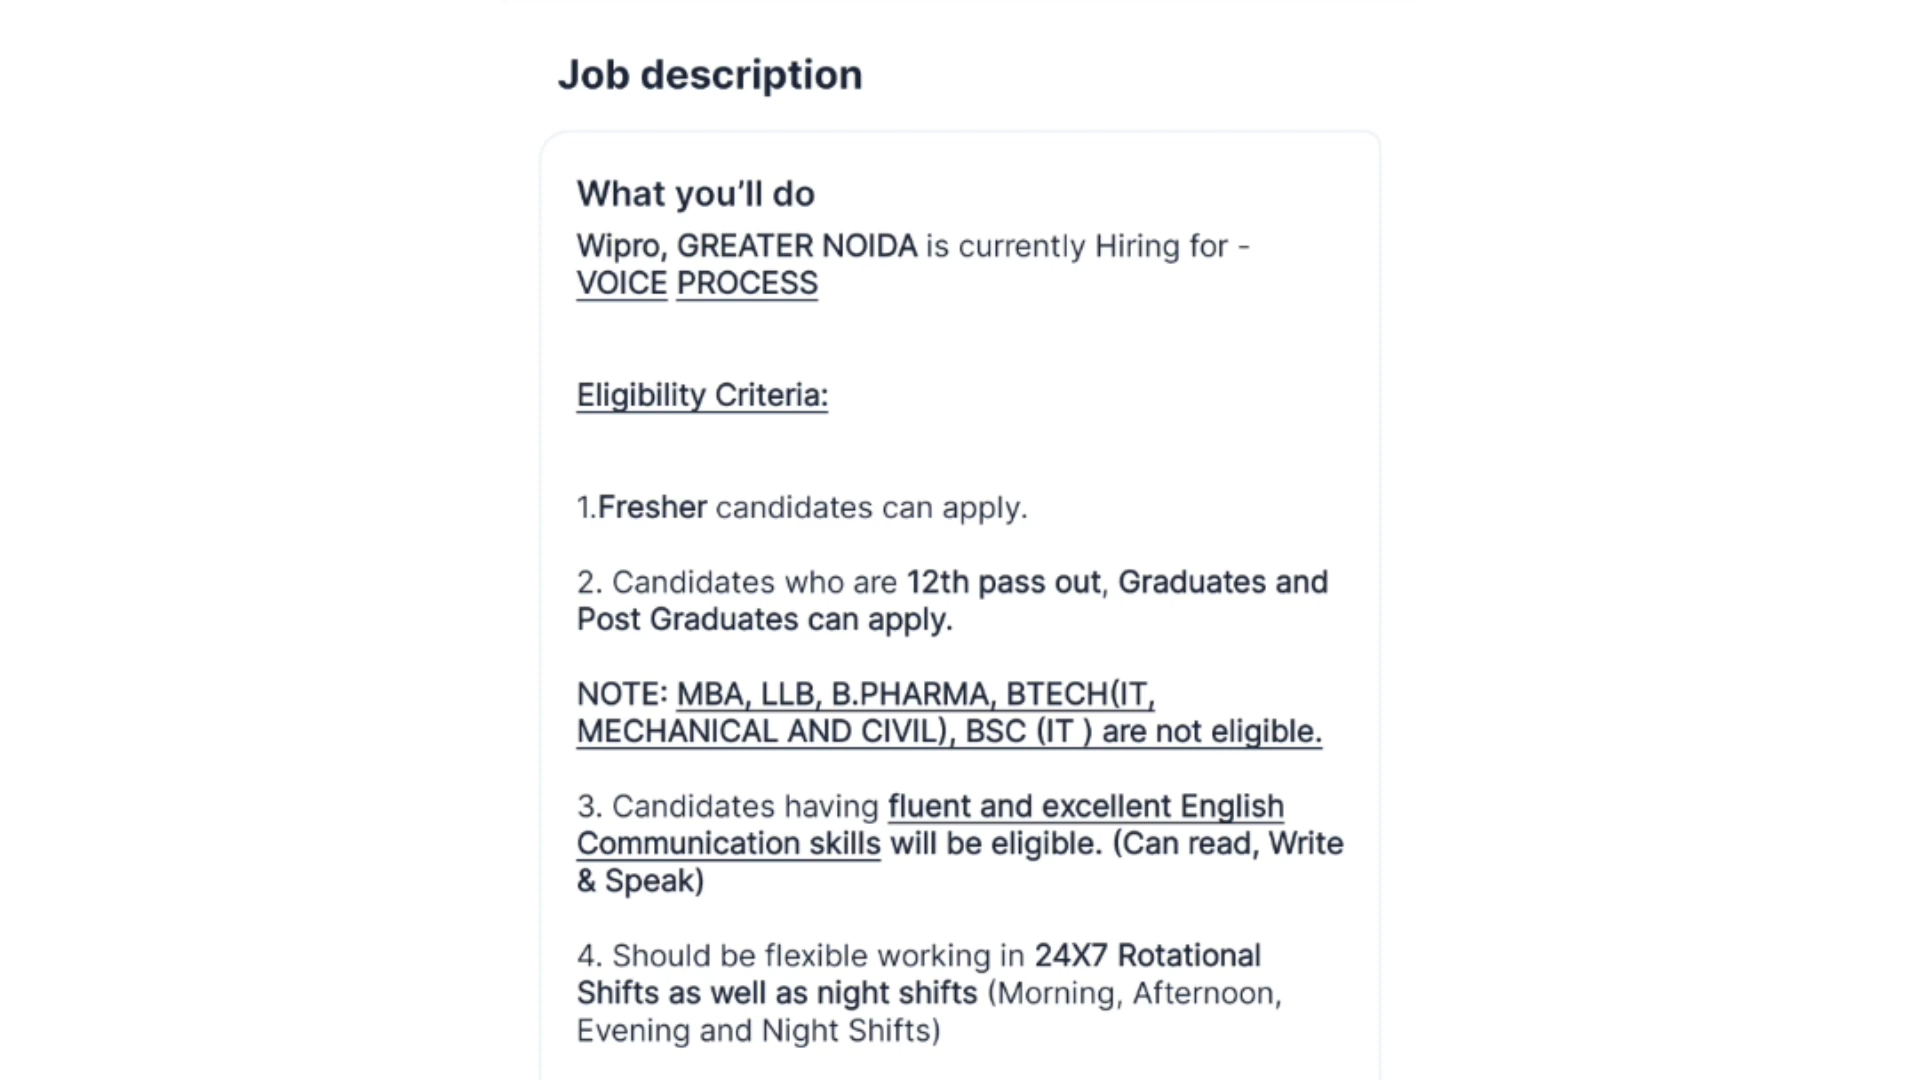 Job description
What you’ll do
Wipro, GREATER NOIDA is currently Hiring for -
VOICE PROCESS
Eligibility Criteria:
1.Fresher candidates can apply.
2. Candidates who are 12th pass out, Graduates and
Post Graduates can apply.
NOTE: MBA, LLB, B.PHARMA, BTECH(IT,
MECHANICAL AND CIVIL), BSC (IT ) are not eligible.
3. Candidates having fluent and excellent English
Communication skills will be eligible. (Can read, Write
& Speak)
4. Should be flexible working in 24X7 Rotational
Shifts as well as night shifts (Morning, Afternoon,
Evening and Night Shifts)